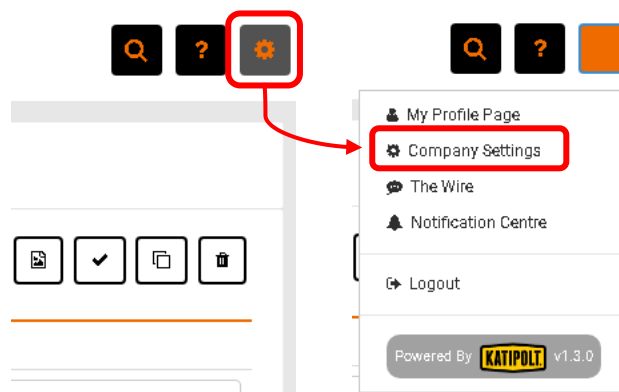 ?
?
My Profile Page
Company Settings
The Wire
Notification Centre
Logout
Powered By KATIPOLT. v1.3.0